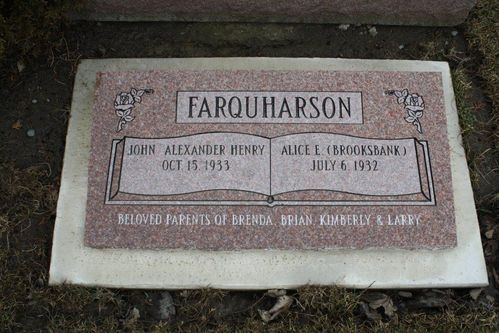 FARQUHARSON
JOHN ALEXANDER HENRY
OCT 15, 1933
ALICE E. (BROOKSBANK)
JULY 6, 1932
BELOVED PARENTS OF BRENDA, BRIAN, KIMBERLY & LARRY